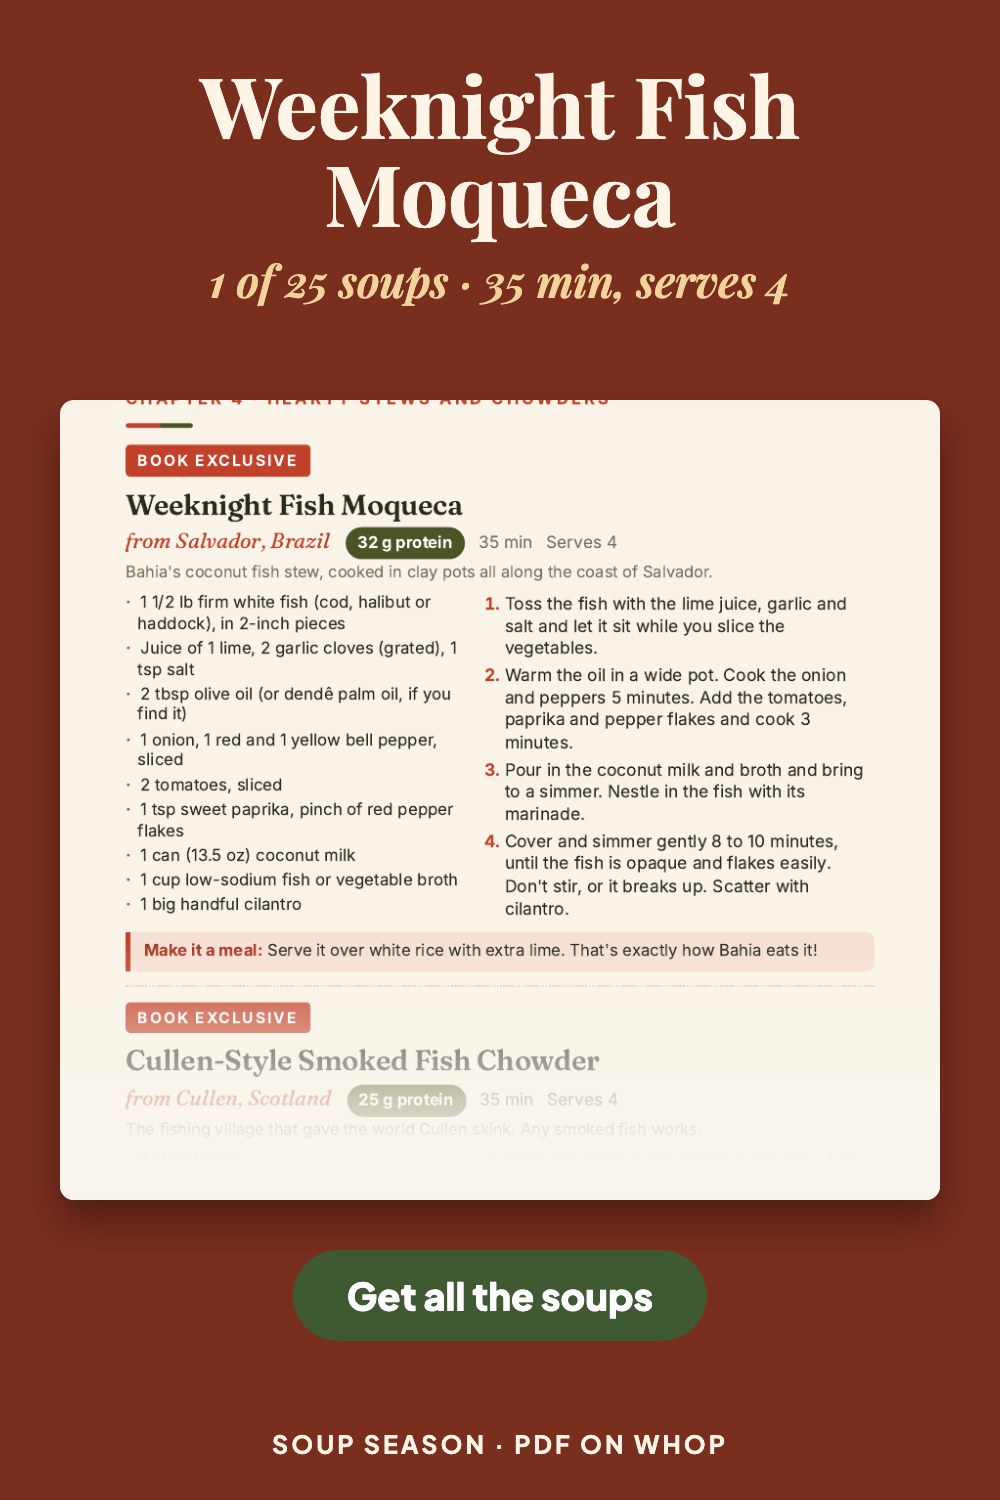 Weeknight Fish
Moqueca
1 of 25 soups · 35 min, serves 4
CHAPTER 4 · HEARTY STEWS AND CHOWDERS
BOOK EXCLUSIVE
Weeknight Fish Moqueca
from Salvador, Brazil 32 g protein 35 min Serves 4
Bahia's coconut fish stew, cooked in clay pots all along the coast of Salvador.
· 1 1/2 lb firm white fish (cod, halibut or
haddock), in 2-inch pieces
· Juice of 1 lime, 2 garlic cloves (grated), 1
tsp salt
· 2 tbsp olive oil (or dendê palm oil, if you
find it)
· 1 onion, 1 red and 1 yellow bell pepper,
sliced
· 2 tomatoes, sliced
· 1 tsp sweet paprika, pinch of red pepper
flakes
· 1 can (13.5 oz) coconut milk
· 1 cup low-sodium fish or vegetable broth
· 1 big handful cilantro
1. Toss the fish with the lime juice, garlic and
salt and let it sit while you slice the
vegetables.
2. Warm the oil in a wide pot. Cook the onion
and peppers 5 minutes. Add the tomatoes,
paprika and pepper flakes and cook 3
minutes.
3. Pour in the coconut milk and broth and bring
to a simmer. Nestle in the fish with its
marinade.
4. Cover and simmer gently 8 to 10 minutes,
until the fish is opaque and flakes easily.
Don't stir, or it breaks up. Scatter with
cilantro.
Make it a meal: Serve it over white rice with extra lime. That's exactly how Bahia eats it!
BOOK EXCLUSIVE
Cullen-Style Smoked Fish Chowder
from Cullen, Scotland 25 g protein 35 min Serves 4
The fishing village that gave the world Cullen skink. Any smoked fish works.
Get all the soups
SOUP SEASON · PDF ON WHOP